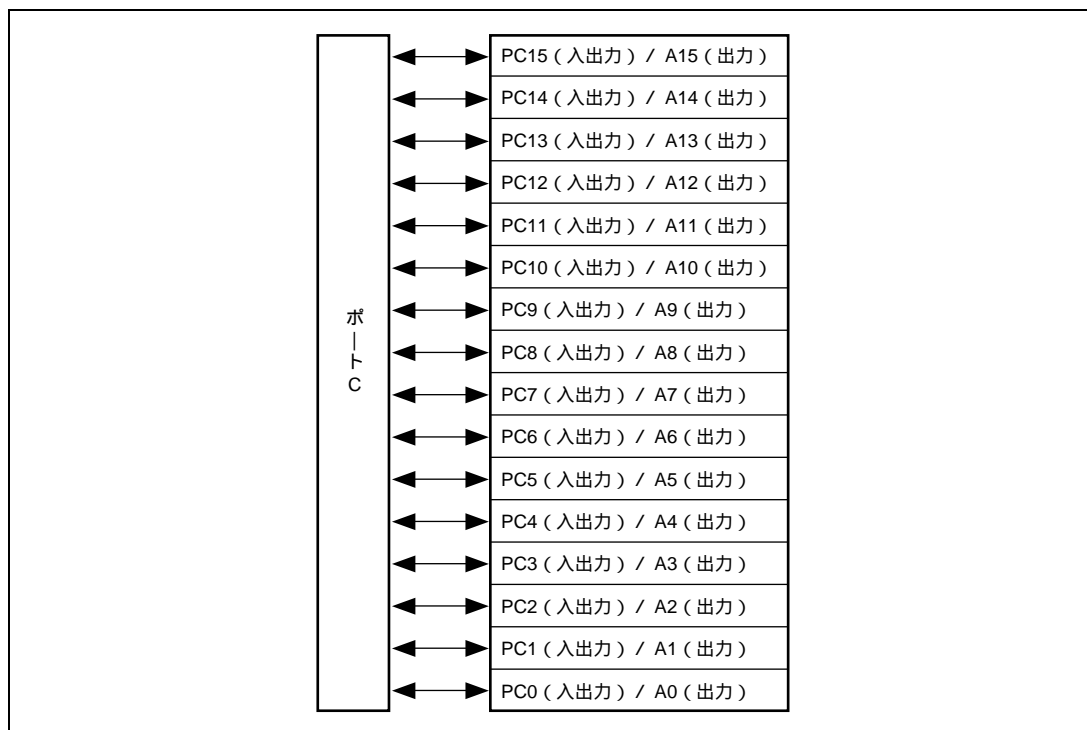 ポートC
PC15（入出力）/ A15（出力）
PC14（入出力）/ A14（出力）
PC13（入出力）/ A13（出力）
PC12（入出力）/ A12（出力）
PC11（入出力）/ A11（出力）
PC10（入出力）/ A10（出力）
PC9（入出力）/ A9（出力）
PC8（入出力）/ A8（出力）
PC7（入出力）/ A7（出力）
PC6（入出力）/ A6（出力）
PC5（入出力）/ A5（出力）
PC4（入出力）/ A4（出力）
PC3（入出力）/ A3（出力）
PC2（入出力）/ A2（出力）
PC1（入出力）/ A1（出力）
PC0（入出力）/ A0（出力）